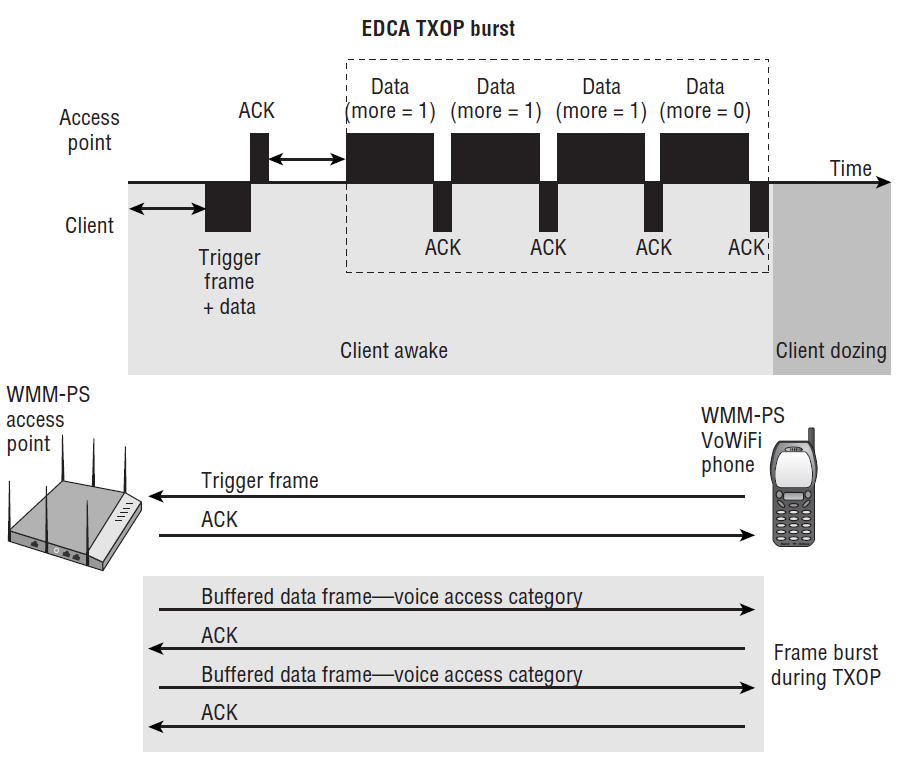 EDCA TXOP burst
Data
(more = 1)
Data
(more = 1)
Data
(more = 1)
Data
(more = 0)
ACK
Access
point
Time
Client
ACK
ACK
ACK
ACK
Trigger
frame
+ data
Client awake
Client dozing
WMM-PS
access
point
WMM-PS
VoWiFi
phone
Trigger frame
ACK
Buffered data frame—voice access category
ACK
Buffered data frame—voice access category
ACK
Frame burst
during TXOP